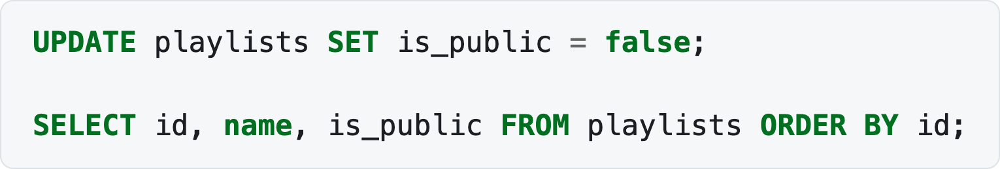 UPDATE playlists SET is_public = false;
SELECT id, name, is_public FROM playlists ORDER BY id;